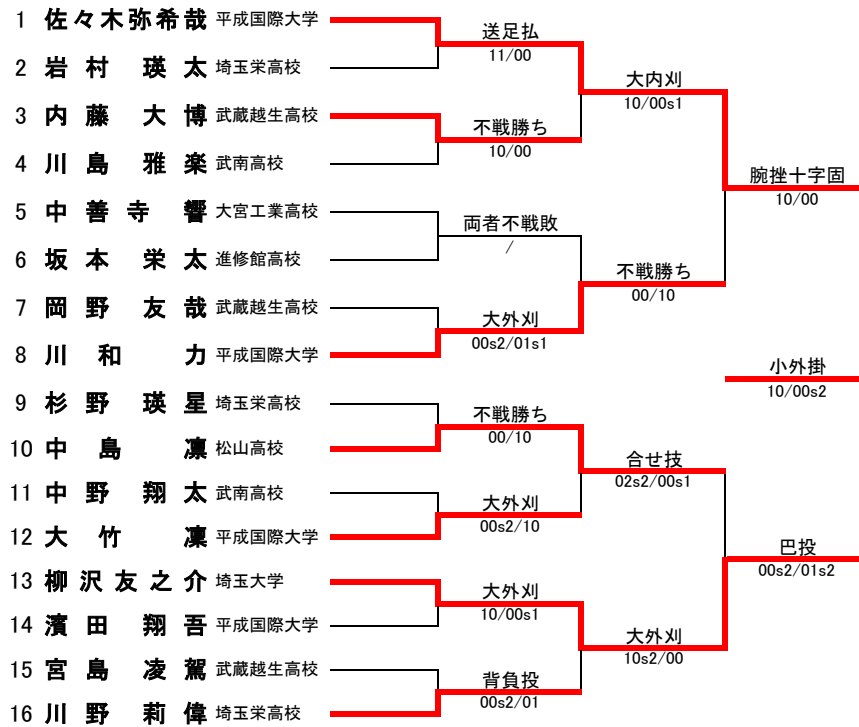 1 佐々木弥希哉 平成国際大学
送足払
11/00
2 岩村 瑛太 埼玉栄高校
大内刈
10/00s1
3 内藤 大博 武蔵越生高校
不戦勝ち
10/00
4 川島 雅楽 武南高校
腕挫十字固
10/00
5 中善寺 響 大宮工業高校
両者不戦敗
/
6 坂本 栄太 進修館高校
不戦勝ち
00/10
7 岡野 友哉 武蔵越生高校
大外刈
00s2/01s1
8 川和 力 平成国際大学
小外掛
10/00s2
9 杉野 瑛星 埼玉栄高校
不戦勝ち
00/10
10 中島 凛 松山高校
合せ技
02s2/00s1
11 中野 翔太 武南高校
大外刈
00s2/10
12 大竹 凜 平成国際大学
巴投
00s2/01s2
13 柳沢友之介 埼玉大学
大外刈
10/00s1
14 濱田 翔吾 平成国際大学
大外刈
10s2/00
15 宮島 凌駕 武蔵越生高校
背負投
00s2/01
16 川野 莉偉 埼玉栄高校